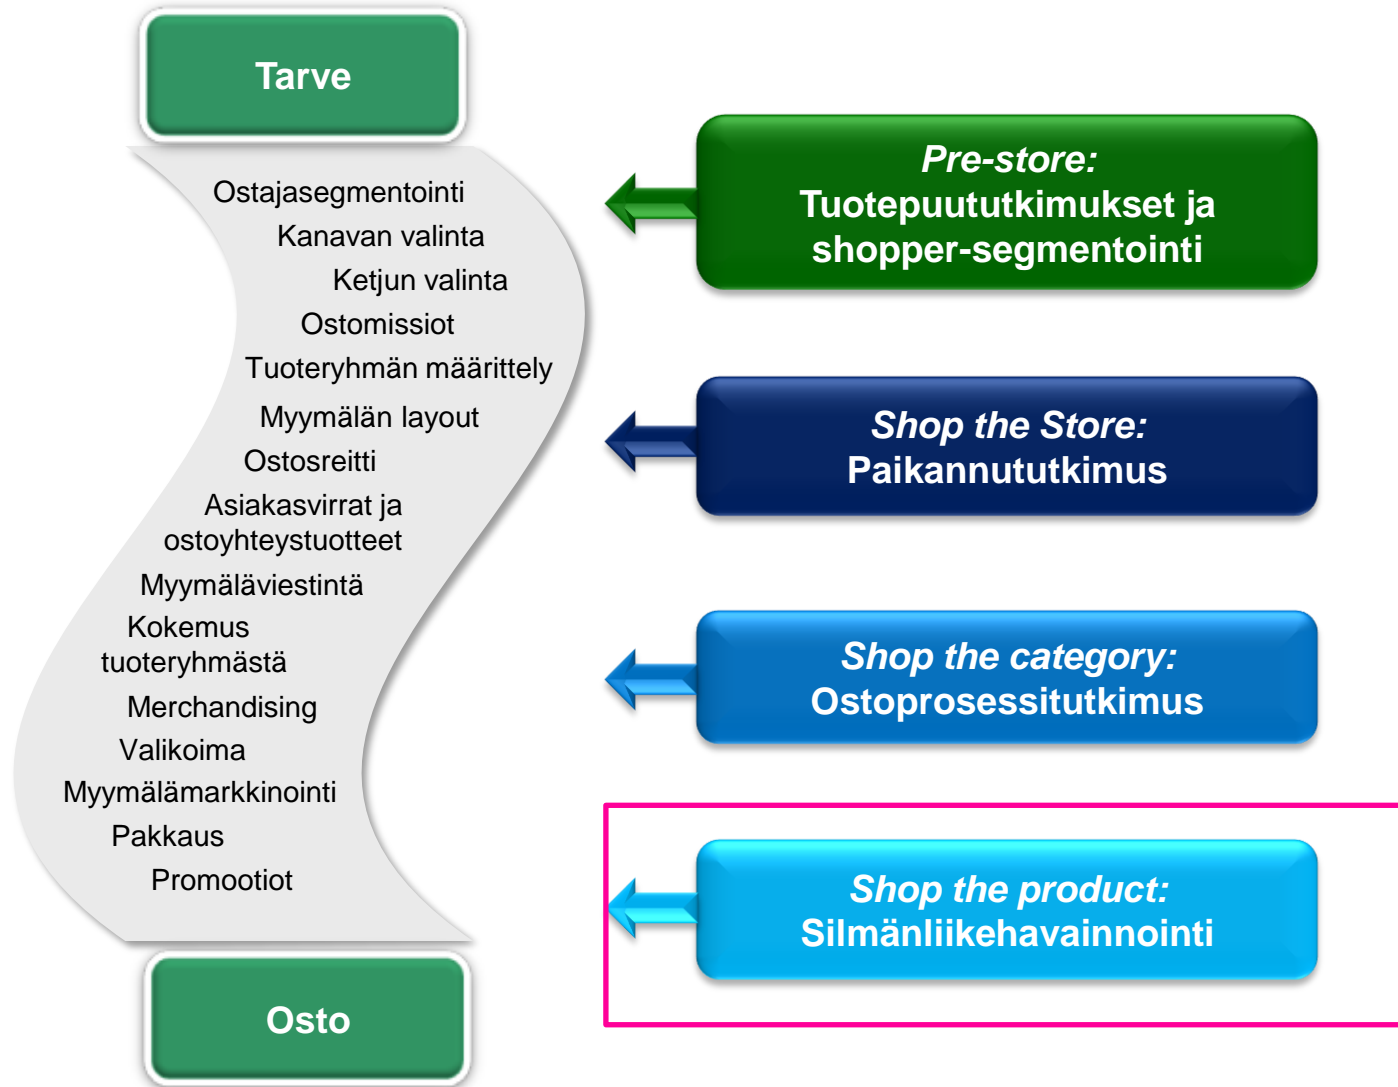 Tarve
Ostajasegmentointi
Kanavan valinta
Ketjun valinta
Ostomissiot
Tuoteryhmän määrittely
Myymälän layout
Ostosreitti
Asiakasvirrat ja
ostoyhteystuotteet
Myymäläviestintä
Kokemus
tuoteryhmästä
Merchandising
Valikoima
Myymälämarkkinointi
Pakkaus
Promootiot
Osto
Pre-store:
Tuotepuututkimukset ja
shopper-segmentointi
Shop the Store:
Paikannututkimus
Shop the category:
Ostoprosessitutkimus
Shop the product:
Silmänliikehavainnointi